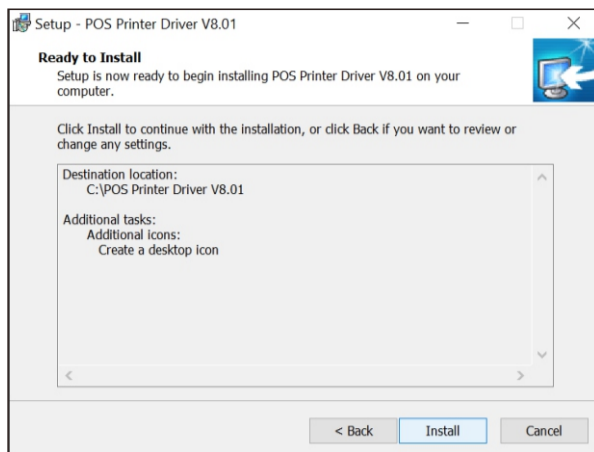 Setup - POS Printer Driver V8.01
Ready to Install
Setup is now ready to begin installing POS Printer Driver V8.01 on your
computer.
Click Install to continue with the installation, or click Back if you want to review or
change any settings.
Destination location:
C:\POS Printer Driver V8.01
Additional tasks:
Additional icons:
Create a desktop icon
< Back
Install
Cancel